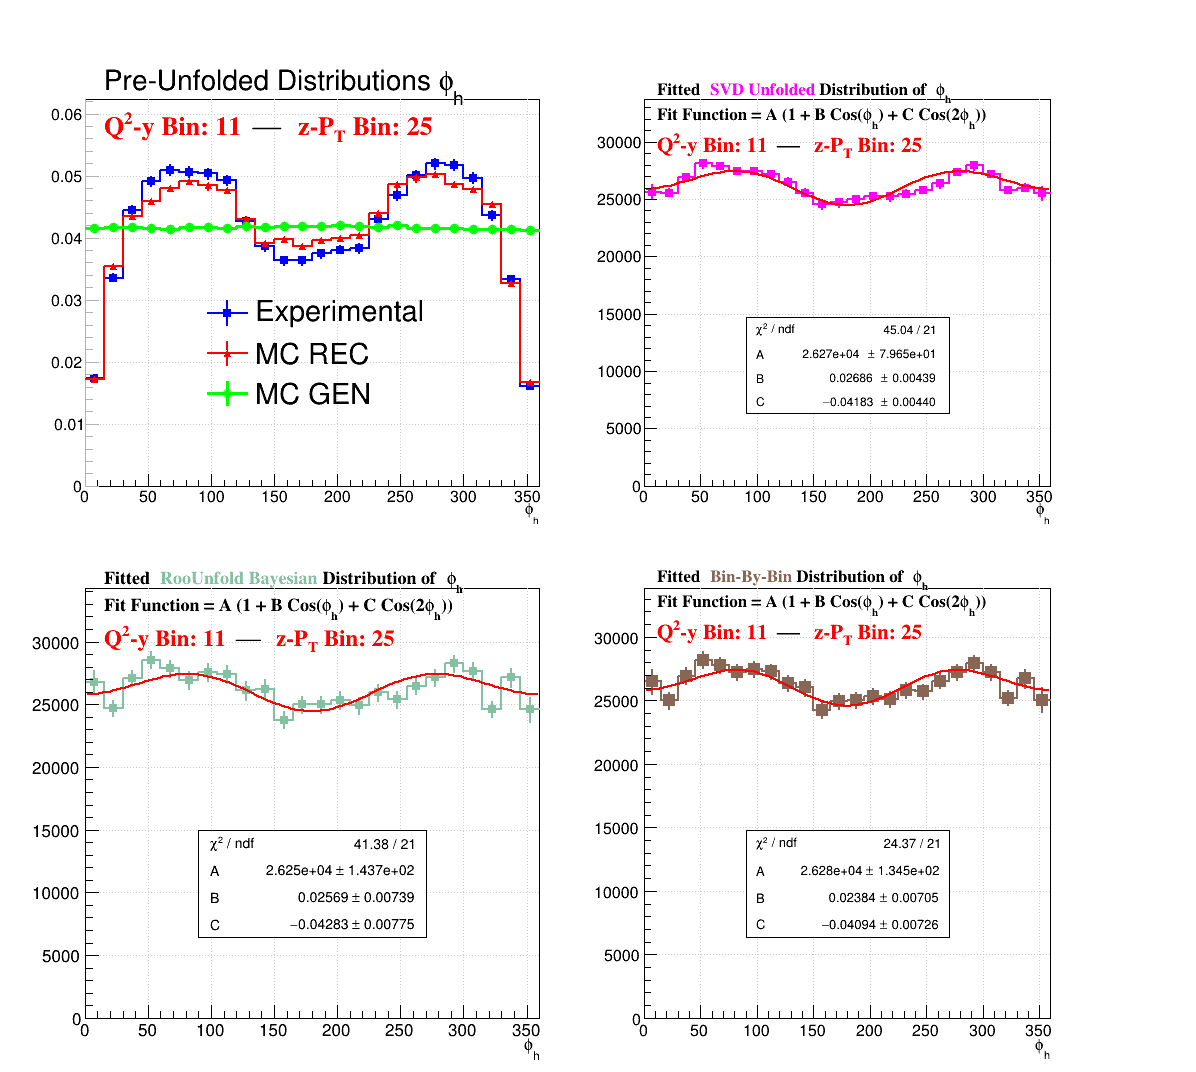 Pre-Unfolded Distributions ϕh
Q²-y Bin: 11 — z-PT Bin: 25
0.06
0.05
0.04
0.03
0.02
0.01
0
Experimental
MC REC
MC GEN
0 50 100 150 200 250 300 350
ϕh
Fitted SVD Unfolded Distribution of ϕh
Fit Function = A (1 + B Cos(ϕh) + C Cos(2ϕh))
Q²-y Bin: 11 — z-PT Bin: 25
30000
25000
20000
15000
10000
5000
0
χ² / ndf 45.04 / 21
A 2.627e+04 ± 7.965e+01
B 0.02686 ± 0.00439
C −0.04183 ± 0.00440
0 50 100 150 200 250 300 350
ϕh
Fitted RooUnfold Bayesian Distribution of ϕh
Fit Function = A (1 + B Cos(ϕh) + C Cos(2ϕh))
Q²-y Bin: 11 — z-PT Bin: 25
30000
25000
20000
15000
10000
5000
0
χ² / ndf 41.38 / 21
A 2.625e+04 ± 1.437e+02
B 0.02569 ± 0.00739
C −0.04283 ± 0.00775
0 50 100 150 200 250 300 350
ϕh
Fitted Bin-By-Bin Distribution of ϕh
Fit Function = A (1 + B Cos(ϕh) + C Cos(2ϕh))
Q²-y Bin: 11 — z-PT Bin: 25
30000
25000
20000
15000
10000
5000
0
χ² / ndf 24.37 / 21
A 2.628e+04 ± 1.345e+02
B 0.02384 ± 0.00705
C −0.04094 ± 0.00726
0 50 100 150 200 250 300 350
ϕh